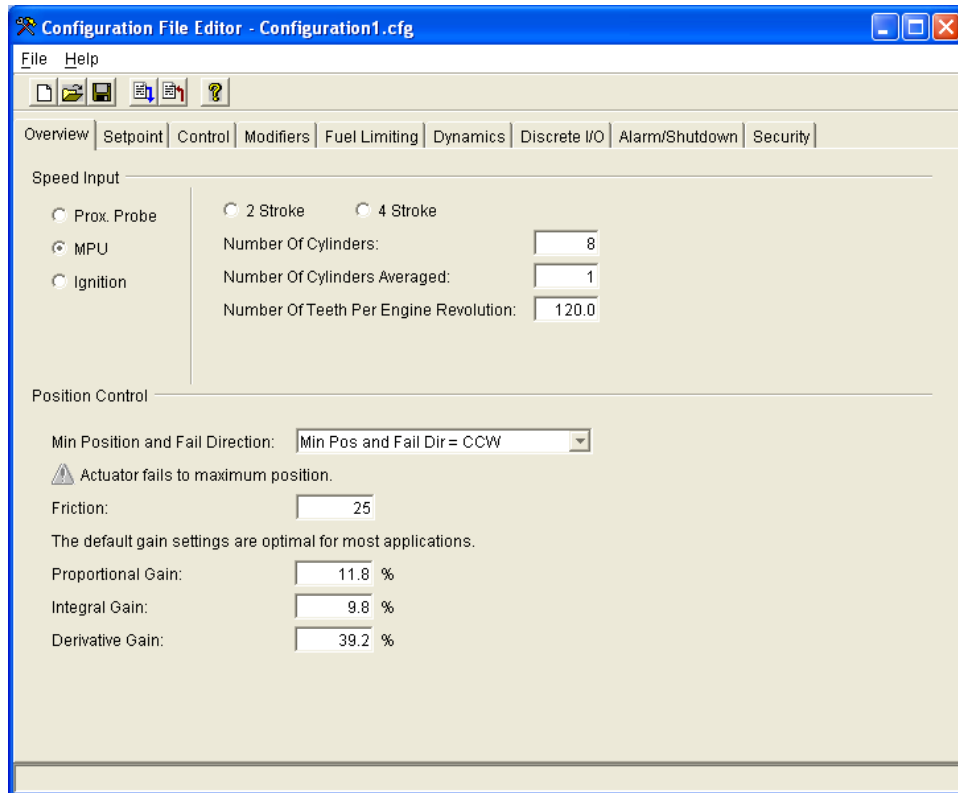 Configuration File Editor - Configuration1.cfg
File Help
Overview Setpoint Control Modifiers Fuel Limiting Dynamics Discrete I/O Alarm/Shutdown Security
Speed Input
Prox. Probe
MPU
Ignition
2 Stroke 4 Stroke
Number Of Cylinders: 8
Number Of Cylinders Averaged: 1
Number Of Teeth Per Engine Revolution: 120.0
Position Control
Min Position and Fail Direction: Min Pos and Fail Dir = CCW
Actuator fails to maximum position.
Friction: 25
The default gain settings are optimal for most applications.
Proportional Gain: 11.8 %
Integral Gain: 9.8 %
Derivative Gain: 39.2 %